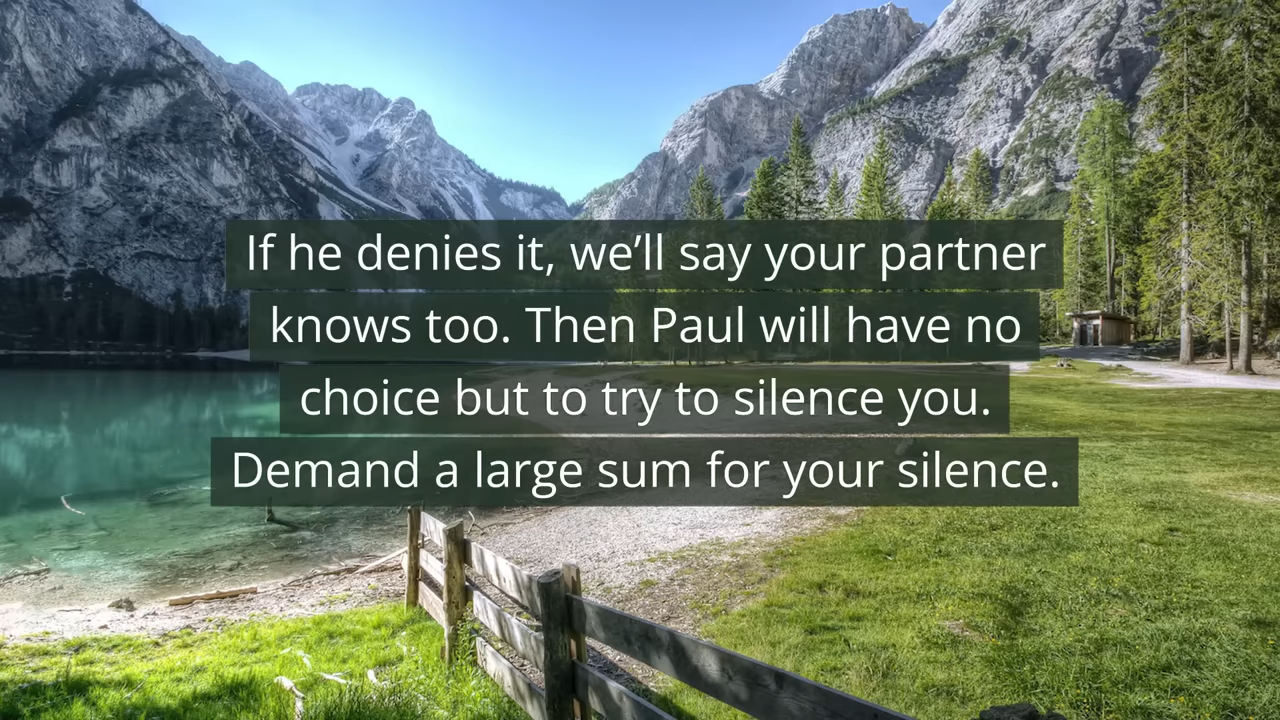 If he denies it, we’ll say your partner
knows too. Then Paul will have no
choice but to try to silence you.
Demand a large sum for your silence.